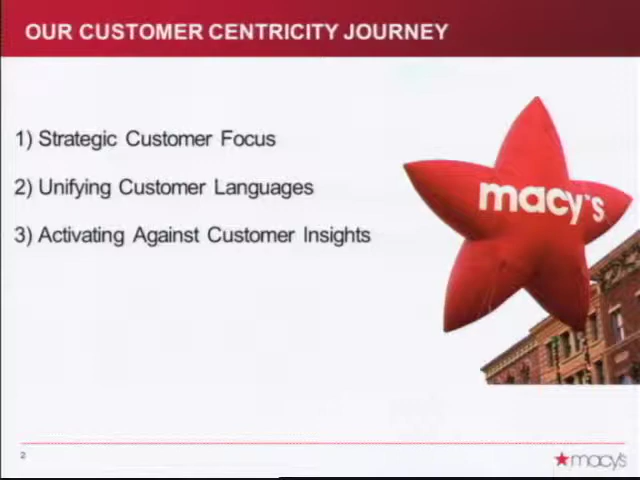 OUR CUSTOMER CENTRICITY JOURNEY
1) Strategic Customer Focus
2) Unifying Customer Languages
3) Activating Against Customer Insights
macy's
2
macy's